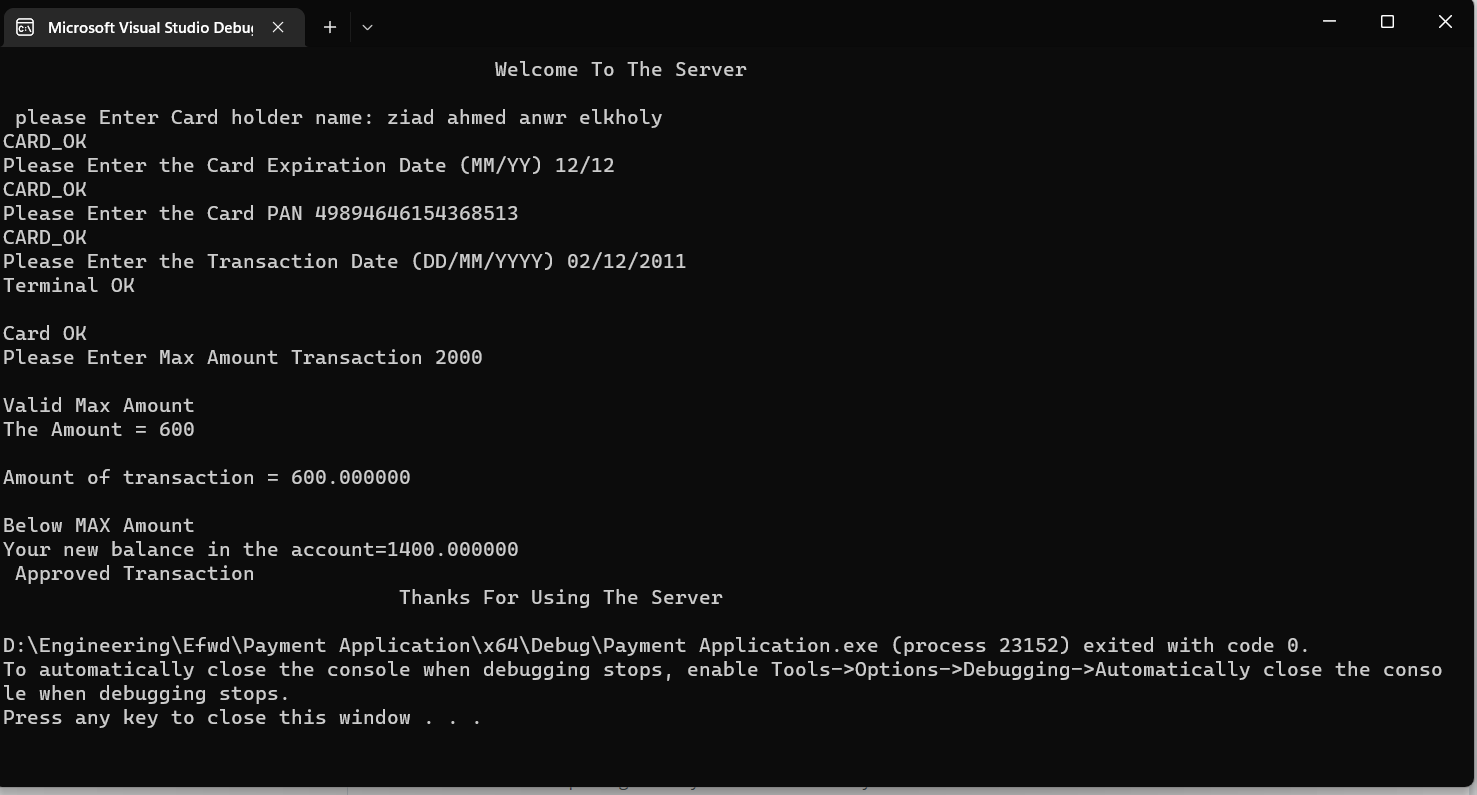 Microsoft Visual Studio Debug
Welcome To The Server
please Enter Card holder name: ziad ahmed anwr elkholy
CARD_OK
Please Enter the Card Expiration Date (MM/YY) 12/12
CARD_OK
Please Enter the Card PAN 49894646154368513
CARD_OK
Please Enter the Transaction Date (DD/MM/YYYY) 02/12/2011
Terminal OK
Card OK
Please Enter Max Amount Transaction 2000
Valid Max Amount
The Amount = 600
Amount of transaction = 600.000000
Below MAX Amount
Your new balance in the account=1400.000000
Approved Transaction
Thanks For Using The Server
D:\Engineering\Efwd\Payment Application\x64\Debug\Payment Application.exe (process 23152) exited with code 0.
To automatically close the console when debugging stops, enable Tools->Options->Debugging->Automatically close the conso
le when debugging stops.
Press any key to close this window . . .